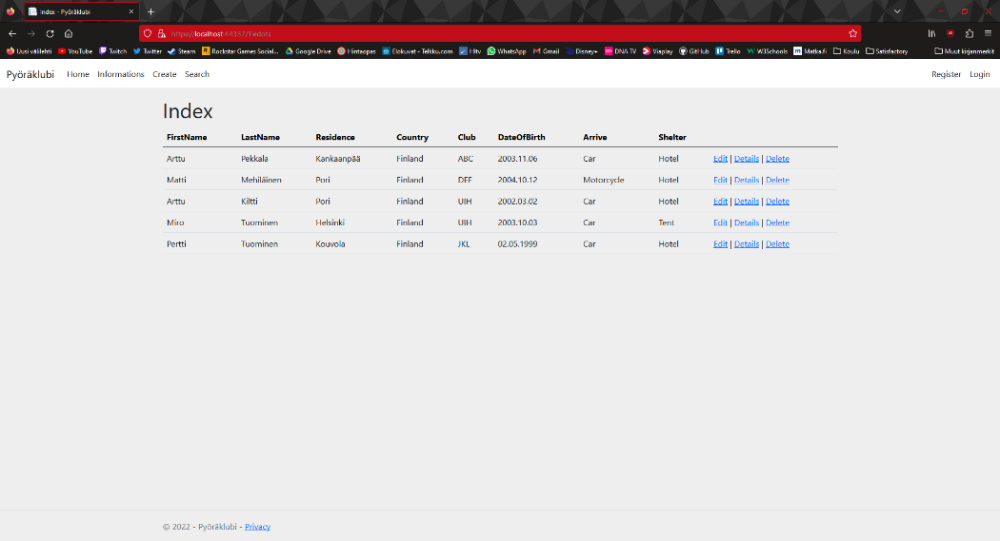 Index - Pyöräklubi
https://localhost:44337/Tiedots
Uusi välilehti YouTube Twitch Twitter Steam Rockstar Games Social... Google Drive Hintaopas Elokuvat - Telkku.com Hltv WhatsApp Gmail Disney+ DNA TV Viaplay GitHub Trello W3Schools Matka.fi Koulu Satisfactory Muut kirjanmerkit
Pyöräklubi Home Informations Create Search Register Login
Index
FirstName LastName Residence Country Club DateOfBirth Arrive Shelter
Arttu Pekkala Kankaanpää Finland ABC 2003.11.06 Car Hotel Edit | Details | Delete
Matti Mehiläinen Pori Finland DEF 2004.10.12 Motorcycle Hotel Edit | Details | Delete
Arttu Kiltti Pori Finland UIH 2002.03.02 Car Hotel Edit | Details | Delete
Miro Tuominen Helsinki Finland UIH 2003.10.03 Car Tent Edit | Details | Delete
Pertti Tuominen Kouvola Finland JKL 02.05.1999 Car Hotel Edit | Details | Delete
© 2022 - Pyöräklubi - Privacy